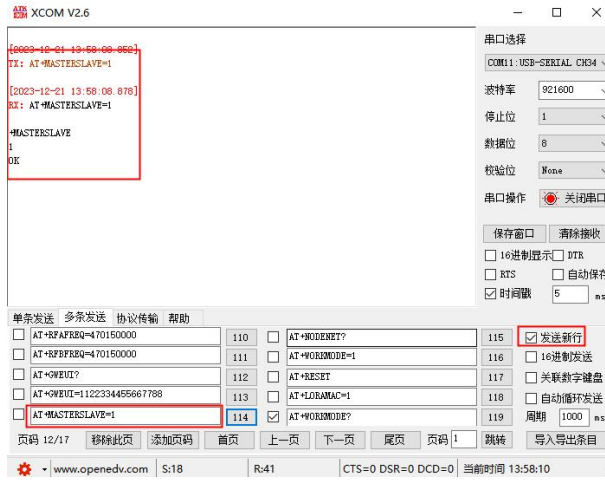 XCOM V2.6
[2023-12-21 13:58:08.852]
TX: AT+MASTERSLAVE=1
[2023-12-21 13:58:08.878]
RX: AT+MASTERSLAVE=1
+MASTERSLAVE
1
OK
串口选择
COM11:USB-SERIAL CH34
波特率 921600
停止位 1
数据位 8
校验位 None
串口操作 关闭串口
保存窗口 清除接收
16进制显示 DTR
RTS 自动保存
时间戳 5 ms
单条发送 多条发送 协议传输 帮助
AT+RFAFREQ=470150000 110 AT+NODENET? 115 发送新行
AT+RFBFREQ=470150000 111 AT+WORKMODE=1 116 16进制发送
AT+GWEUI? 112 AT+RESET 117 关联数字键盘
AT+GWEUI=1122334455667788 113 AT+LORAMAC=1 118 自动循环发送
AT+MASTERSLAVE=1 114 AT+WORKMODE? 119 周期 1000 ms
页码 12/17 移除此页 添加页码 首页 上一页 下一页 尾页 页码 1 跳转 导入导出条目
www.openedv.com S:18 R:41 CTS=0 DSR=0 DCD=0 当前时间 13:58:10